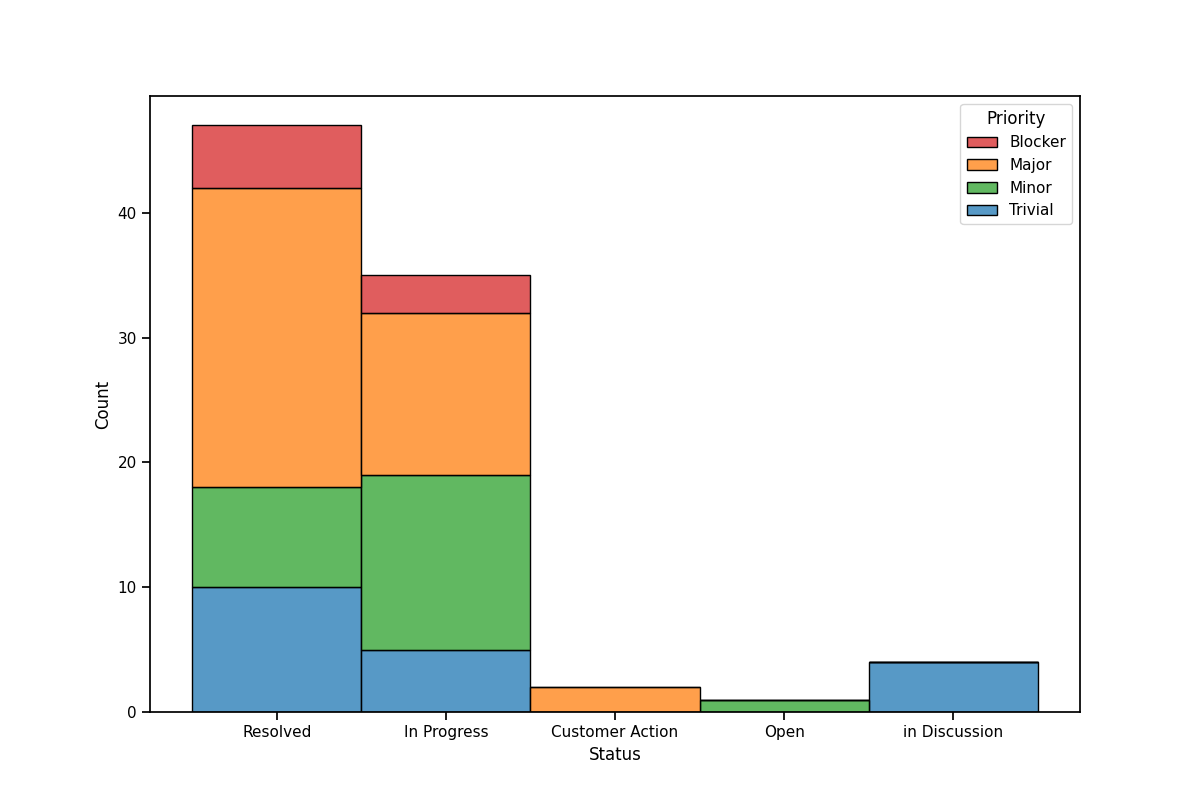 Priority
Blocker
Major
Minor
Trivial
40
30
20
10
0
Count
Resolved
In Progress
Customer Action
Open
in Discussion
Status